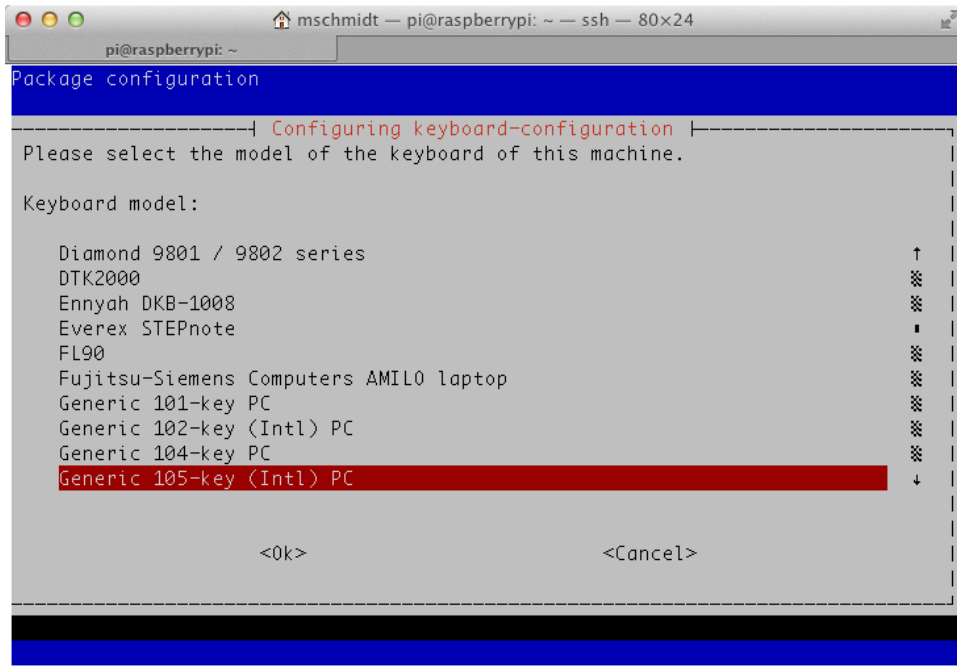 mschmidt — pi@raspberrypi: ~ — ssh — 80×24
pi@raspberrypi: ~
Package configuration
Configuring keyboard-configuration
Please select the model of the keyboard of this machine.
Keyboard model:
Diamond 9801 / 9802 series
DTK2000
Ennyah DKB-1008
Everex STEPnote
FL90
Fujitsu-Siemens Computers AMILO laptop
Generic 101-key PC
Generic 102-key (Intl) PC
Generic 104-key PC
Generic 105-key (Intl) PC
<Ok> <Cancel>